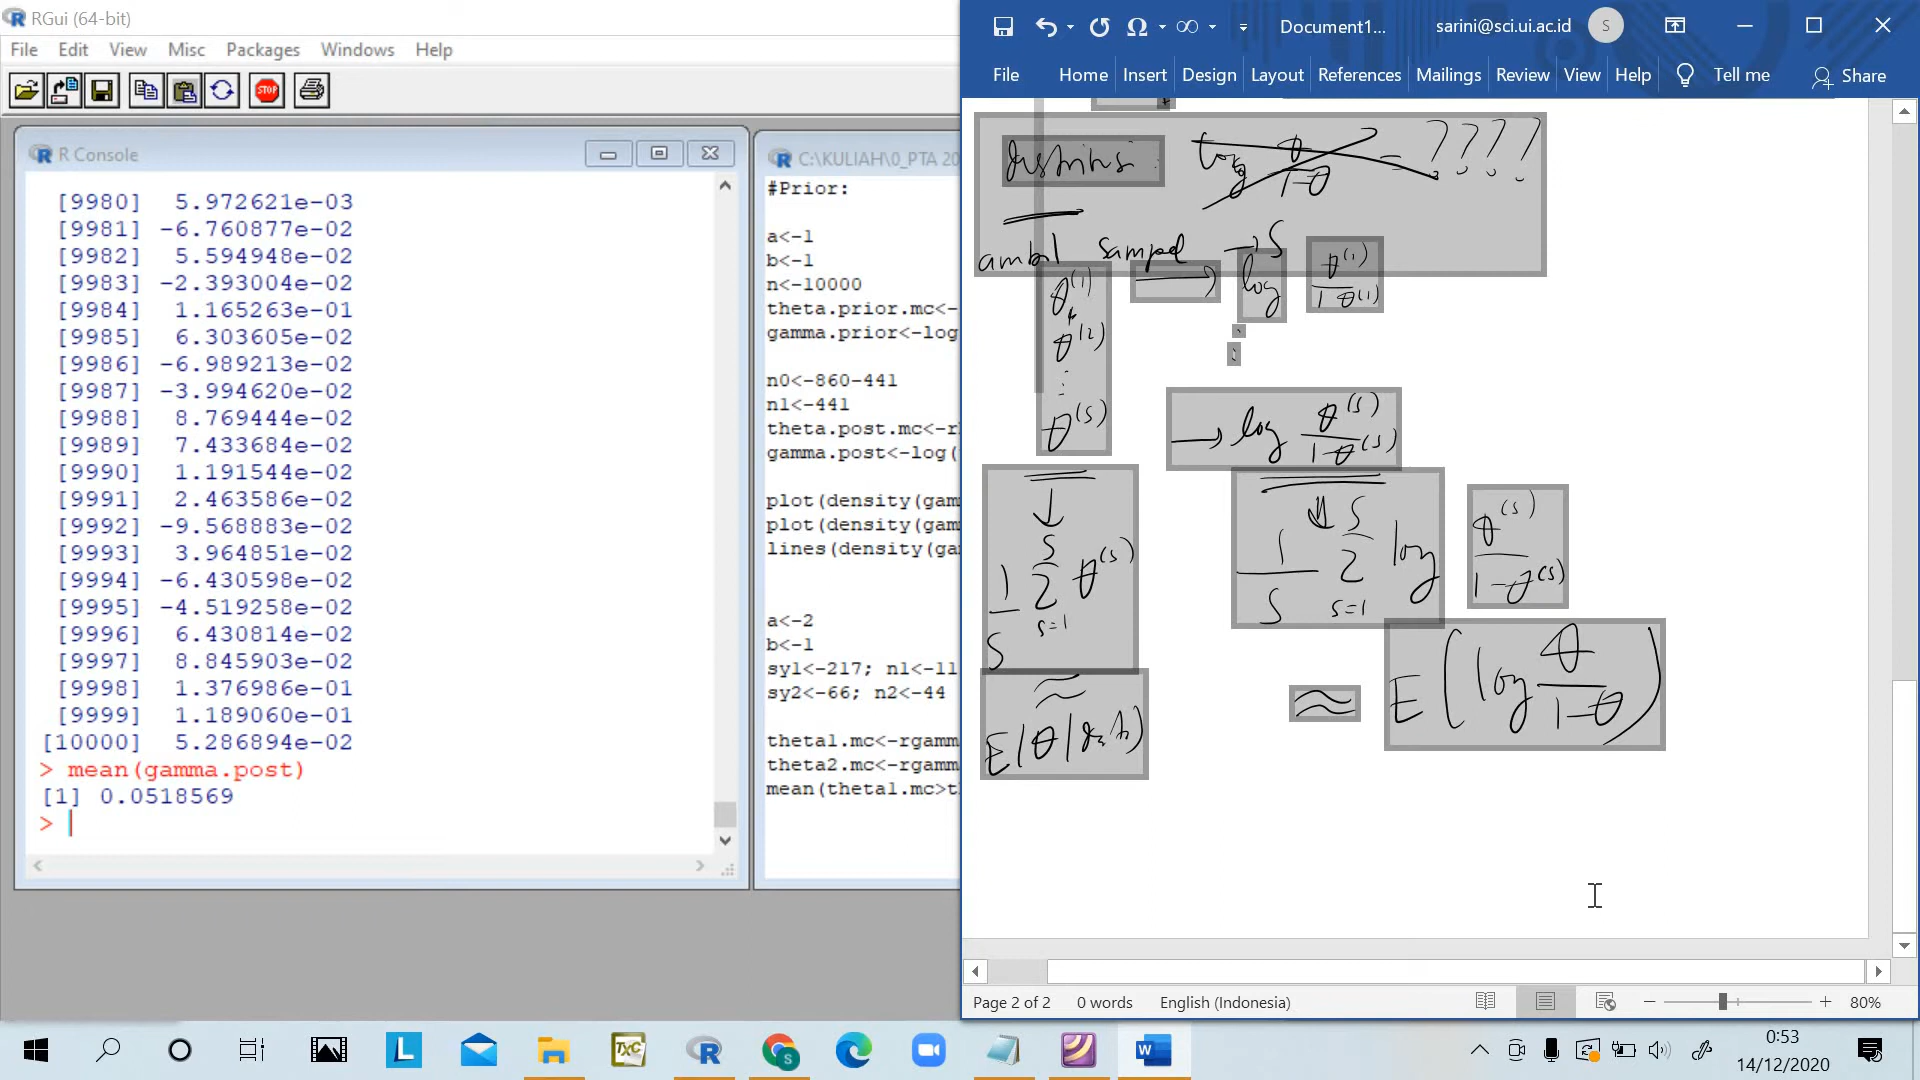 RGui (64-bit)
File Edit View Misc Packages Windows Help
STOP
R Console
[9980] 5.972621e-03
[9981] -6.760877e-02
[9982] 5.594948e-02
[9983] -2.393004e-02
[9984] 1.165263e-01
[9985] 6.303605e-02
[9986] -6.989213e-02
[9987] -3.994620e-02
[9988] 8.769444e-02
[9989] 7.433684e-02
[9990] 1.191544e-02
[9991] 2.463586e-02
[9992] -9.568883e-02
[9993] 3.964851e-02
[9994] -6.430598e-02
[9995] -4.519258e-02
[9996] 6.430814e-02
[9997] 8.845903e-02
[9998] 1.376986e-01
[9999] 1.189060e-01
[10000] 5.286894e-02
> mean(gamma.post)
[1] 0.0518569
>
C:\KULIAH\0_PTA 20
#Prior:
a<-1
b<-1
n<-10000
theta.prior.mc<-
gamma.prior<-log
n0<-860-441
n1<-441
theta.post.mc<-r
gamma.post<-log(
plot(density(gam
plot(density(gam
lines(density(ga
a<-2
b<-1
sy1<-217; n1<-11
sy2<-66; n2<-44
theta1.mc<-rgamm
theta2.mc<-rgamm
mean(theta1.mc>t
Document1... sarini@sci.ui.ac.id S
File Home Insert Design Layout References Mailings Review View Help Tell me Share
log θ/1-θ = ????
ambil sampel → S
θ(1) → log θ(1)/1-θ(1)
θ(2)
⋮
θ(S) → log θ(S)/1-θ(S)
1/S Σ s=1 S θ(s)
1/S Σ s=1 S log θ(s)/1-θ(s)
≈ E(θ|data)
≈ E(log θ/1-θ)
Page 2 of 2 0 words English (Indonesia) 80%
L TXC R S W
0:53
14/12/2020